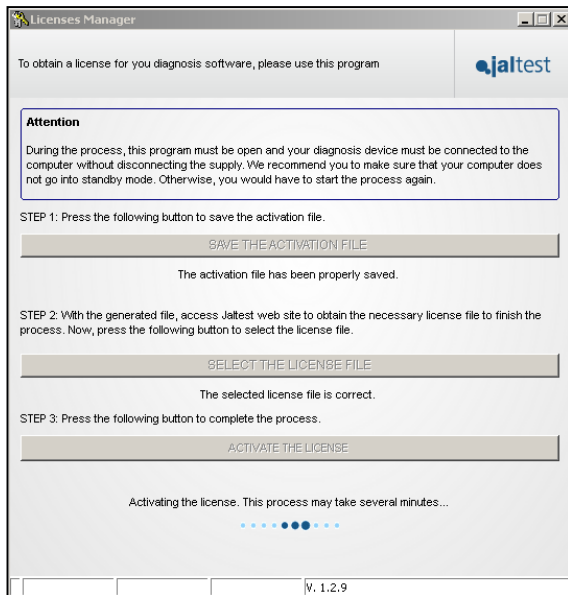 Licenses Manager
To obtain a license for you diagnosis software, please use this program
jaltest
Attention
During the process, this program must be open and your diagnosis device must be connected to the
computer without disconnecting the supply. We recommend you to make sure that your computer does
not go into standby mode. Otherwise, you would have to start the process again.
STEP 1: Press the following button to save the activation file.
SAVE THE ACTIVATION FILE
The activation file has been properly saved.
STEP 2: With the generated file, access Jaltest web site to obtain the necessary license file to finish the
process. Now, press the following button to select the license file.
SELECT THE LICENSE FILE
The selected license file is correct.
STEP 3: Press the following button to complete the process.
ACTIVATE THE LICENSE
Activating the license. This process may take several minutes...
V. 1.2.9